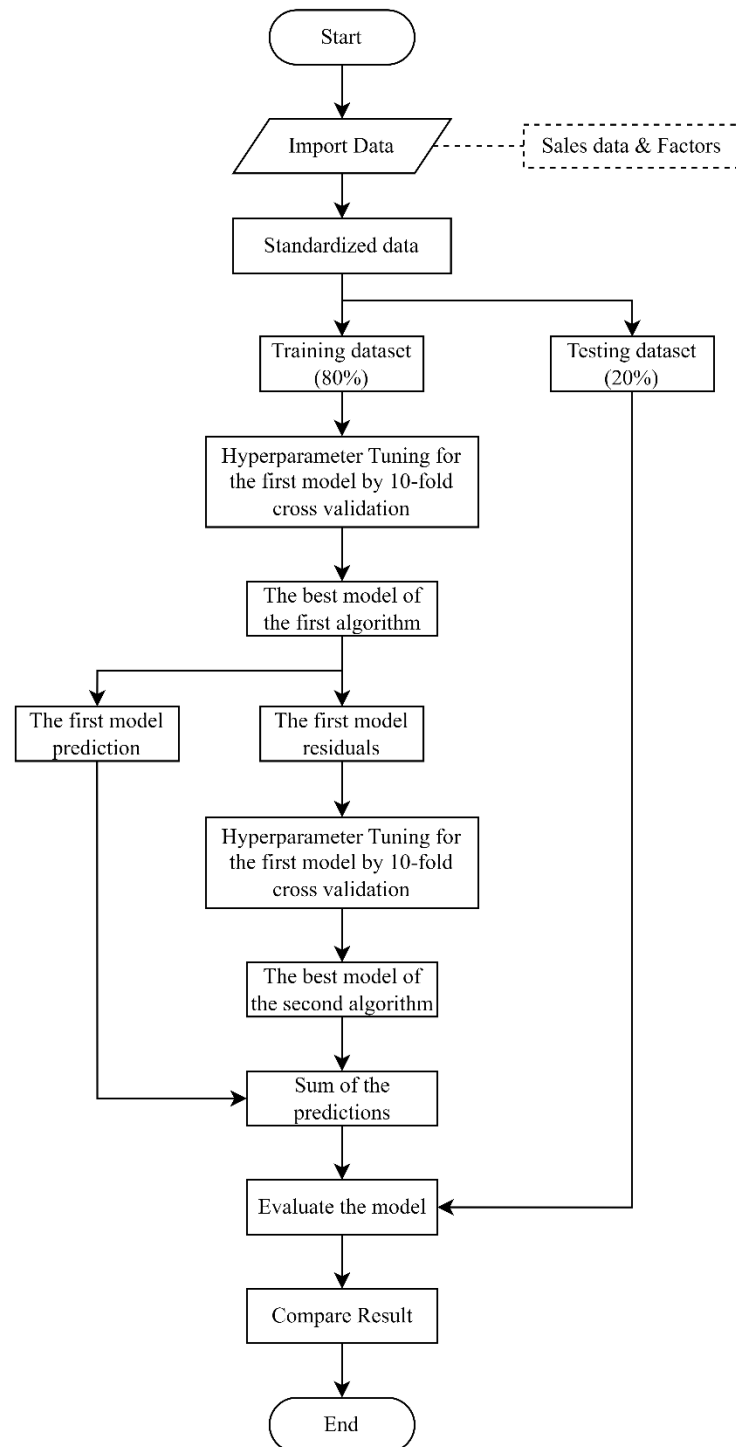 Start
Import Data
Sales data & Factors
Standardized data
Training dataset
(80%)
Testing dataset
(20%)
Hyperparameter Tuning for
the first model by 10-fold
cross validation
The best model of
the first algorithm
The first model
prediction
The first model
residuals
Hyperparameter Tuning for
the first model by 10-fold
cross validation
The best model of
the second algorithm
Sum of the
predictions
Evaluate the model
Compare Result
End